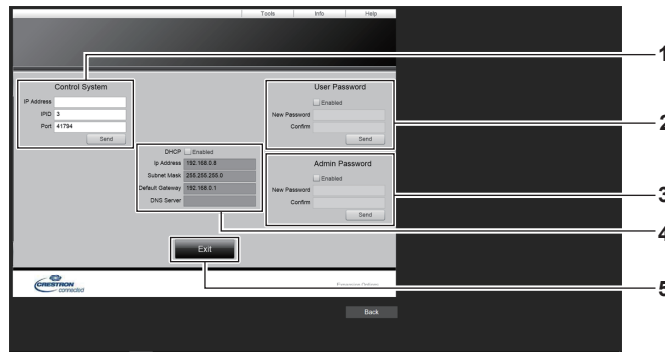 Tools Info Help
Control System
IP Address
IPID 3
Port 41794
Send
User Password
Enabled
New Password
Confirm
Send
DHCP Enabled
Ip Address 192.168.0.8
Subnet Mask 255.255.255.0
Default Gateway 192.168.0.1
DNS Server
Admin Password
Enabled
New Password
Confirm
Send
Exit
CRESTRON
connected
Back
1
2
3
4
5